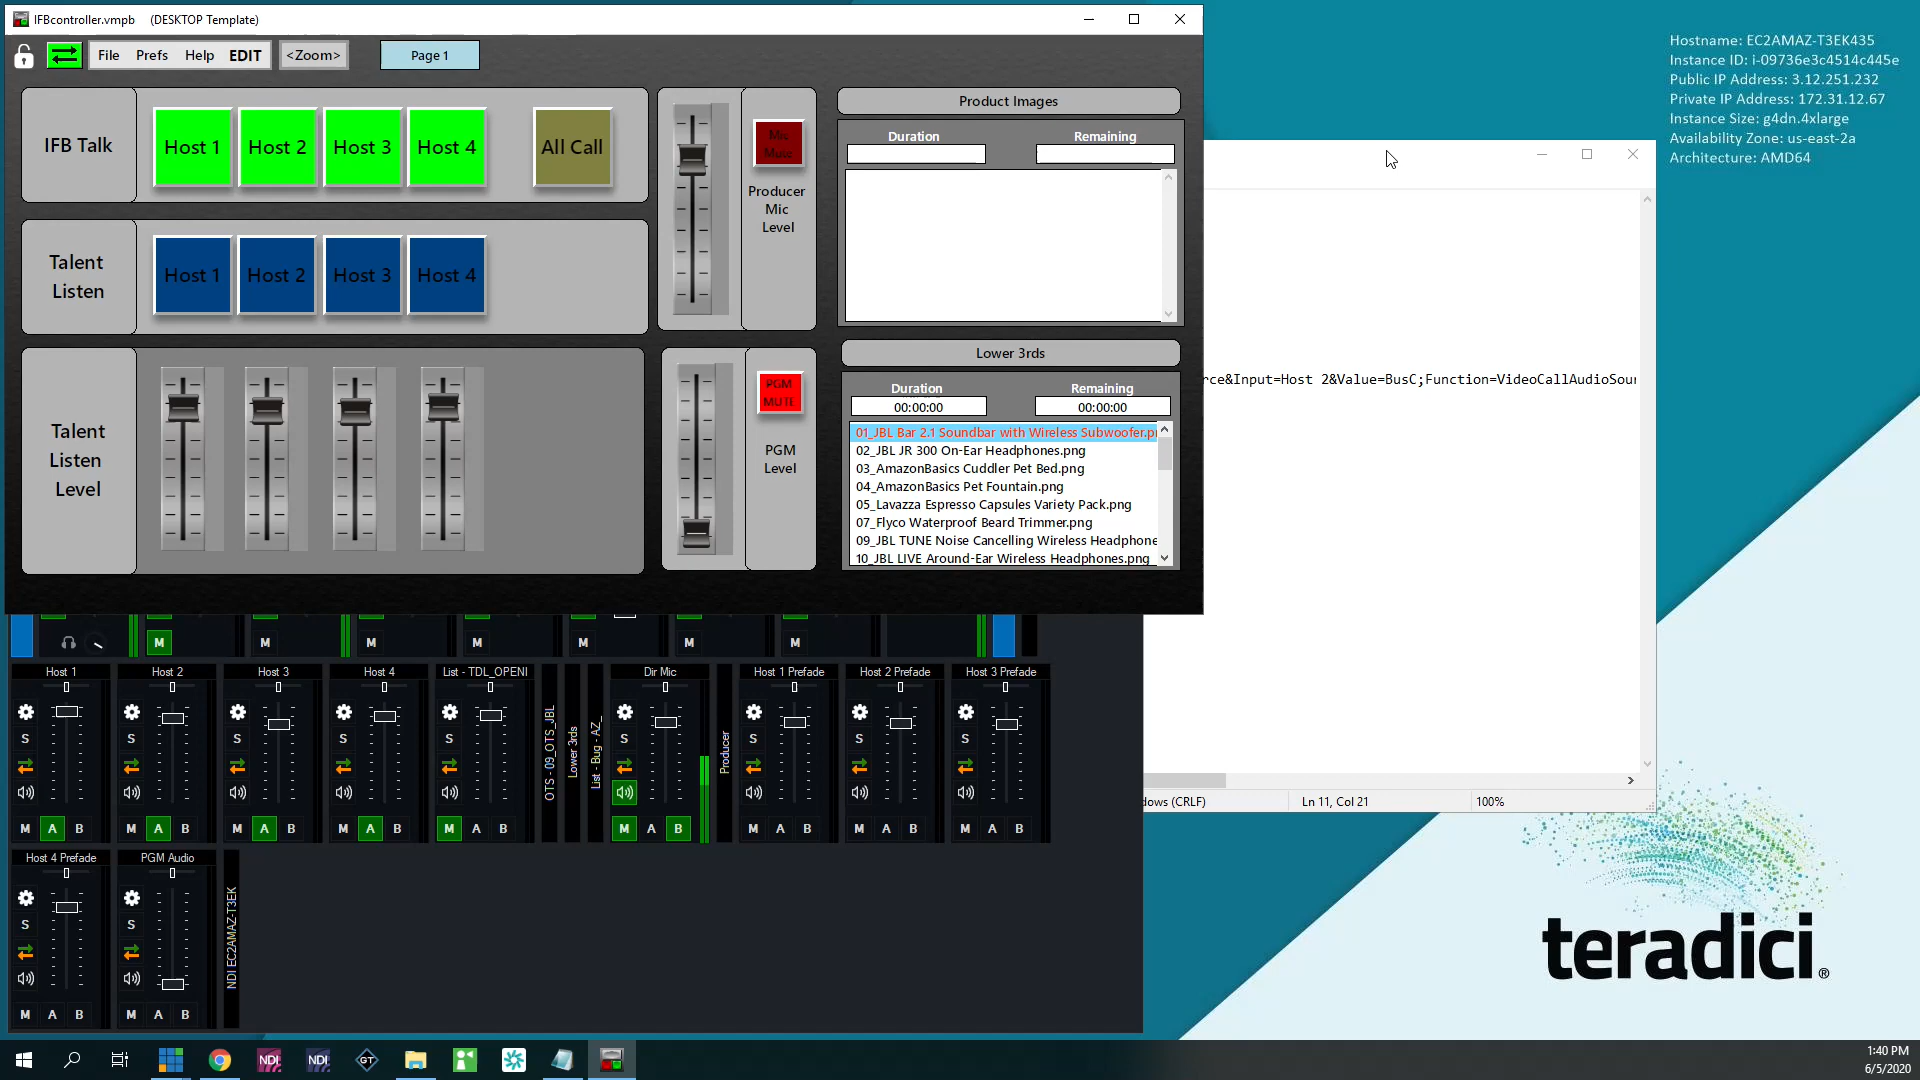 IFBcontroller.vmpb (DESKTOP Template)
File Prefs Help EDIT <Zoom> Page 1
IFB Talk
Host 1 Host 2 Host 3 Host 4 All Call
Talent
Listen
Host 1 Host 2 Host 3 Host 4
Talent
Listen
Level
Mic
Mute
Producer
Mic
Level
PGM
MUTE
PGM
Level
Product Images
Duration Remaining
Lower 3rds
Duration Remaining
00:00:00 00:00:00
01_JBL Bar 2.1 Soundbar with Wireless Subwoofer.p
02_JBL JR 300 On-Ear Headphones.png
03_AmazonBasics Cuddler Pet Bed.png
04_AmazonBasics Pet Fountain.png
05_Lavazza Espresso Capsules Variety Pack.png
07_Flyco Waterproof Beard Trimmer.png
09_JBL TUNE Noise Cancelling Wireless Headphone
10_JBL LIVE Around-Ear Wireless Headphones.png
Hostname: EC2AMAZ-T3EK435
Instance ID: i-09736e3c4514c445e
Public IP Address: 3.12.251.232
Private IP Address: 172.31.12.67
Instance Size: g4dn.4xlarge
Availability Zone: us-east-2a
Architecture: AMD64
rce&Input=Host 2&Value=BusC;Function=VideoCallAudioSour
dows (CRLF) Ln 11, Col 21 100%
M M M M M M M
Host 1 Host 2 Host 3 Host 4 List - TDL_OPENI Dir Mic Host 1 Prefade Host 2 Prefade Host 3 Prefade
S S S S S S S S S
OTS - 09_OTS_JBL
Lower 3rds
List - Bug - AZ_
Producer
M A B M A B M A B M A B M A B M A B M A B M A B M A B
Host 4 Prefade PGM Audio
S S
NDI EC2AMAZ-T3EK
M A B M A B
teradici®
NDI NDI GT
1:40 PM
6/5/2020